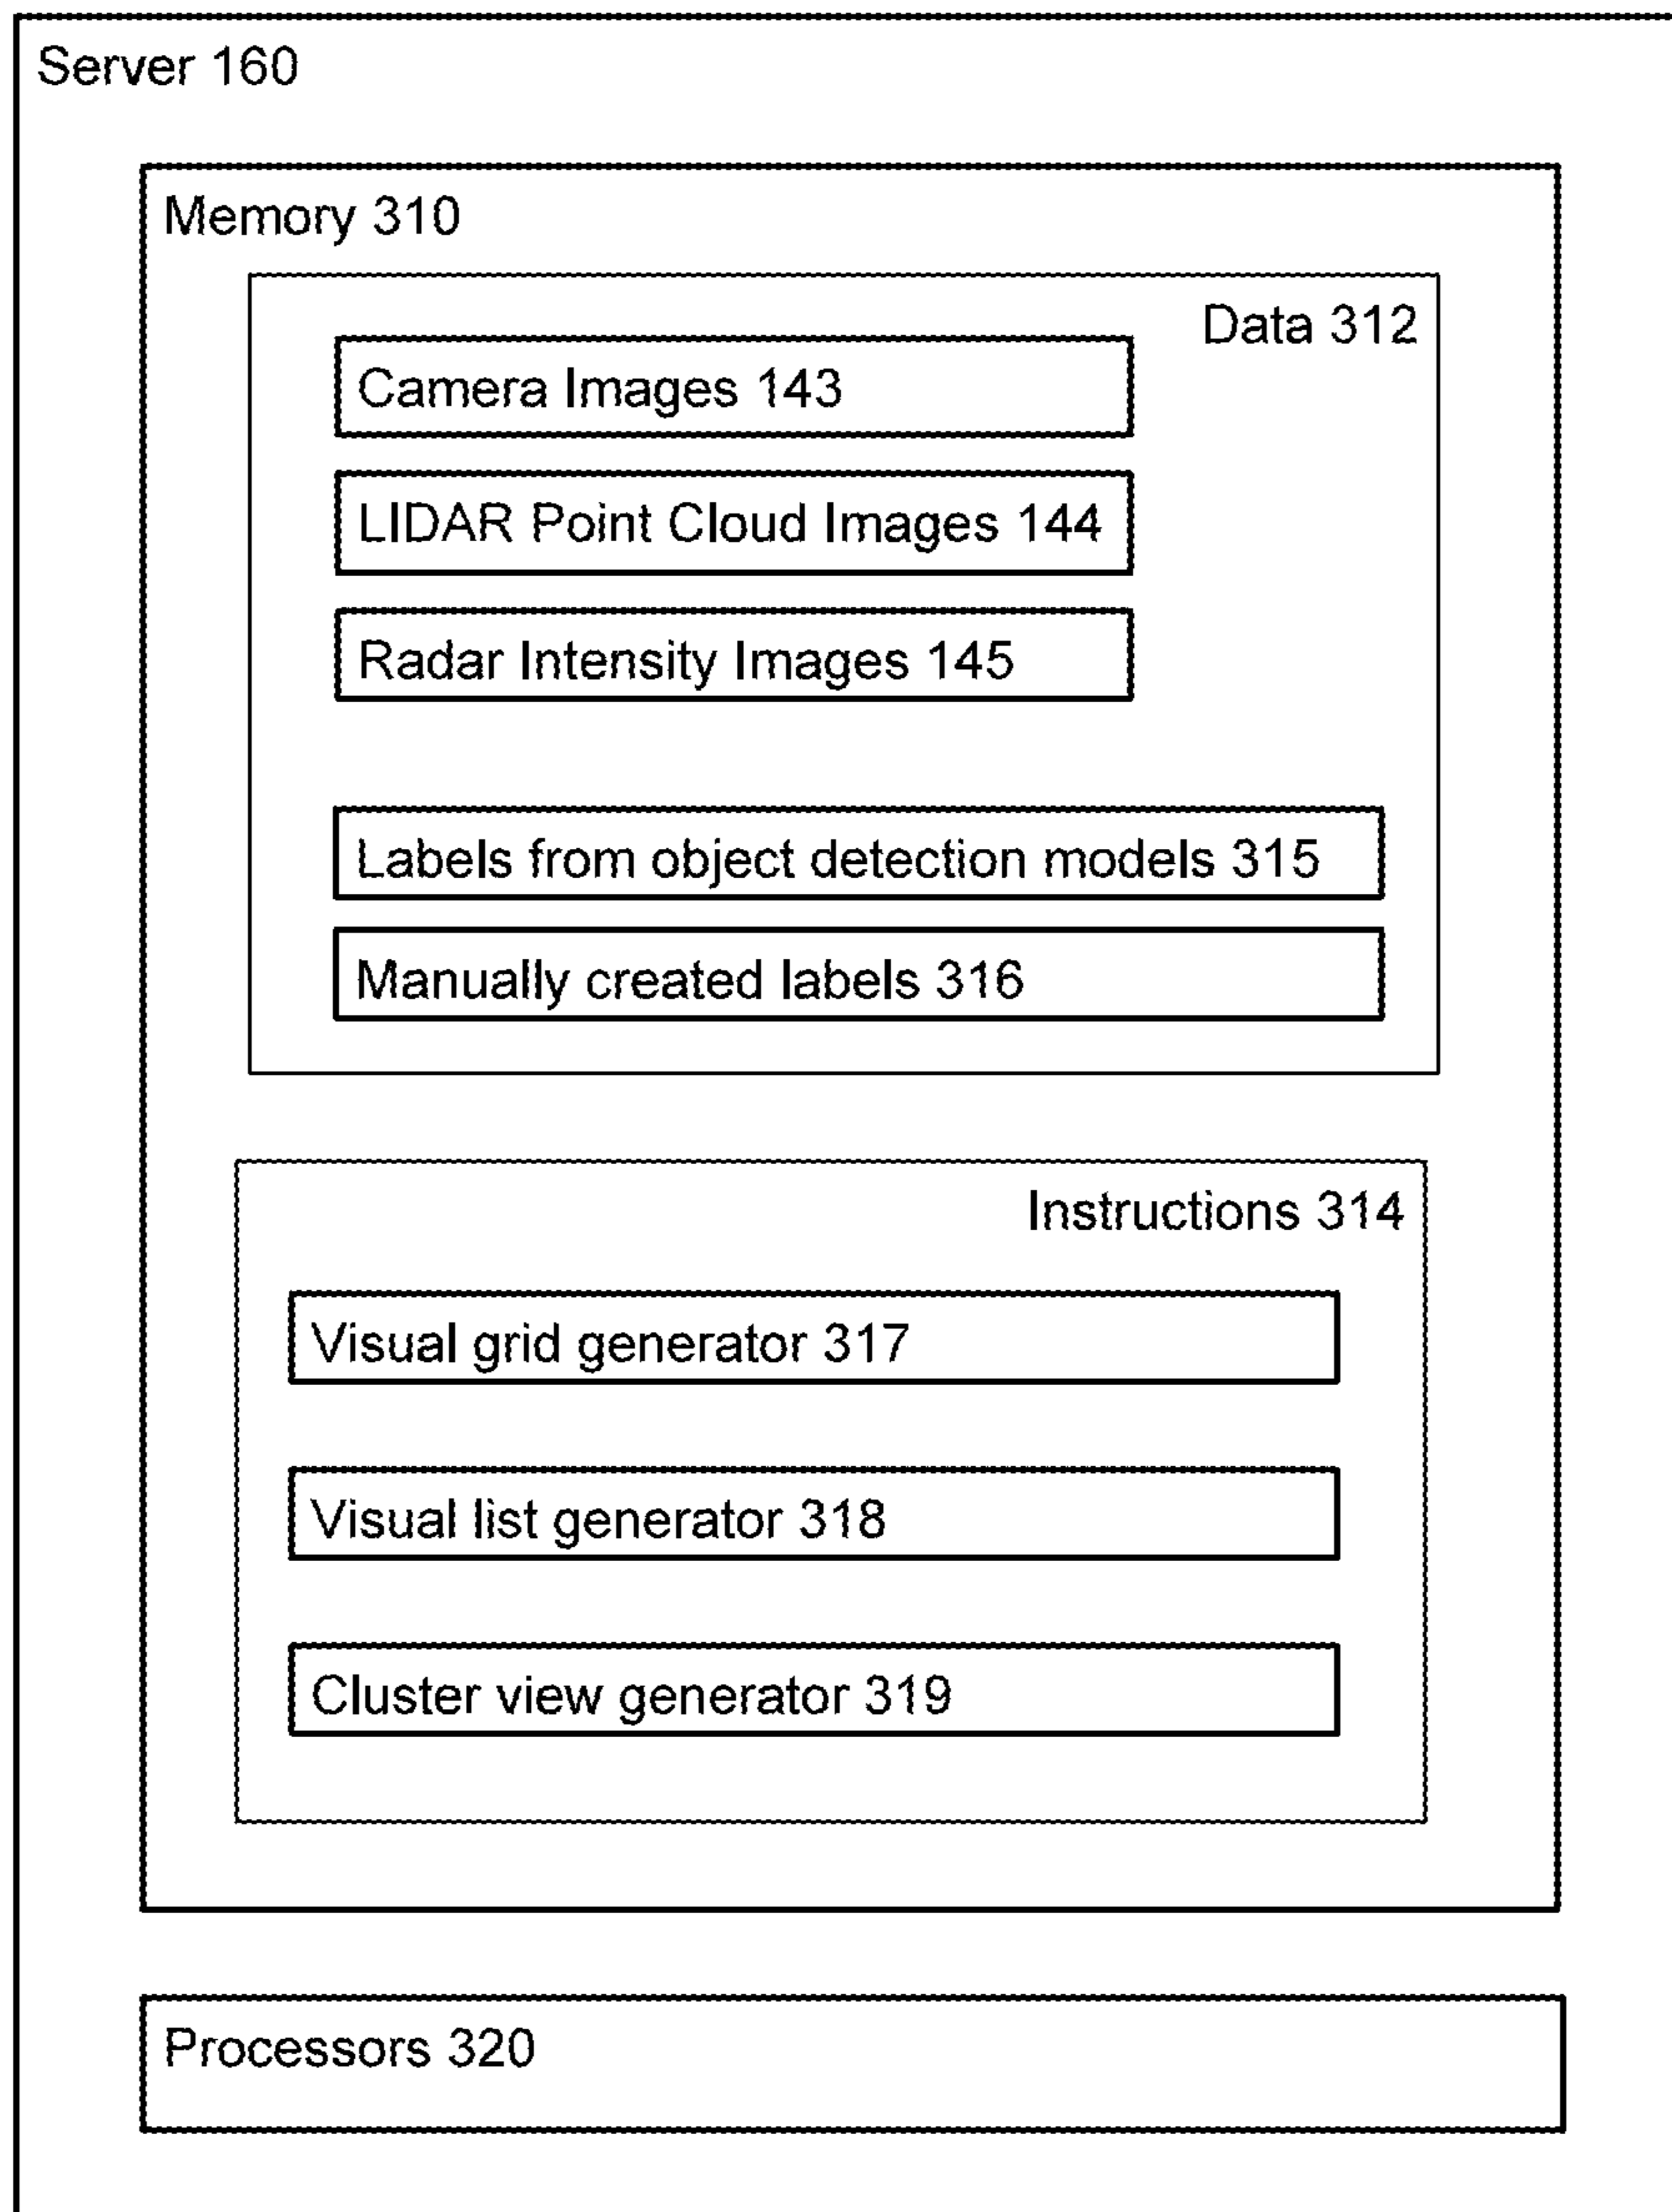 Server 160
Memory 310
Data 312
Camera Images 143
LIDAR Point Cloud Images 144
Radar Intensity Images 145
Labels from object detection models 315
Manually created labels 316
Instructions 314
Visual grid generator 317
Visual list generator 318
Cluster view generator 319
Processors 320